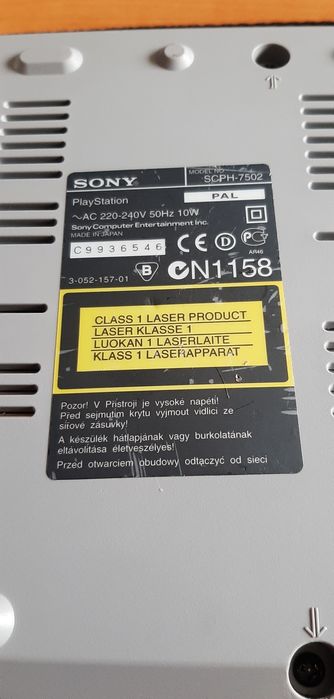 SONY
MODEL NO.
SCPH-7502
PlayStation
PAL
~AC 220-240V 50Hz 10W
Sony Computer Entertainment Inc.
MADE IN JAPAN
C9936546
CE
D
AR46
3-052-157-01
B
N1158
CLASS 1 LASER PRODUCT
LASER KLASSE 1
LUOKAN 1 LASERLAITE
KLASS 1 LASERAPPARAT
Pozor! V Přístroji je vysoké napětí!
Před sejmutím krytu vyjmout vidlici ze
síťové zásuvky!
A készülék hátlapjának vagy burkolatának
eltávolítása életveszélyes!
Przed otwarciem obudowy odłączyć od sieci